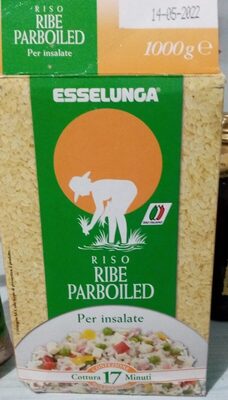 14-05-2022
RISO
RIBE
PARBOILED
Per insalate
1000g e
ESSELUNGA®
RISO
RIBE
PARBOILED
Per insalate
Cottura 17 Minuti